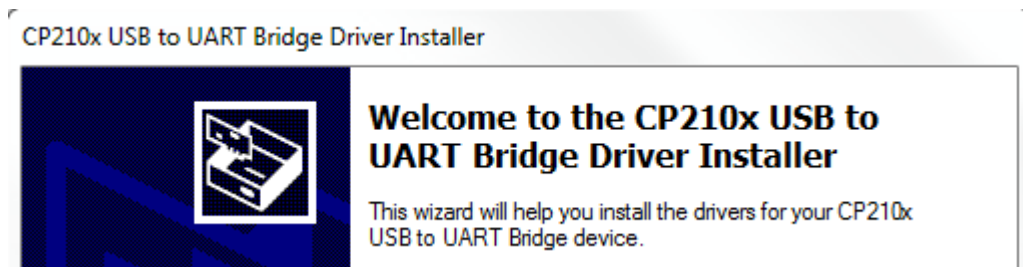 CP210x USB to UART Bridge Driver Installer
Welcome to the CP210x USB to
UART Bridge Driver Installer
This wizard will help you install the drivers for your CP210x
USB to UART Bridge device.